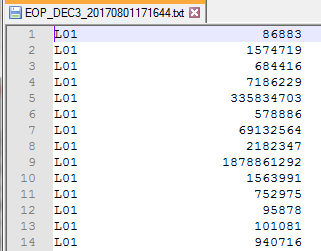 EOP_DEC3_20170801171644.txt
1 L01 86883
2 L01 1574719
3 L01 684416
4 L01 7186229
5 L01 335834703
6 L01 578886
7 L01 69132564
8 L01 2182347
9 L01 1878861292
10 L01 1563991
11 L01 752975
12 L01 95878
13 L01 101081
14 L01 940716